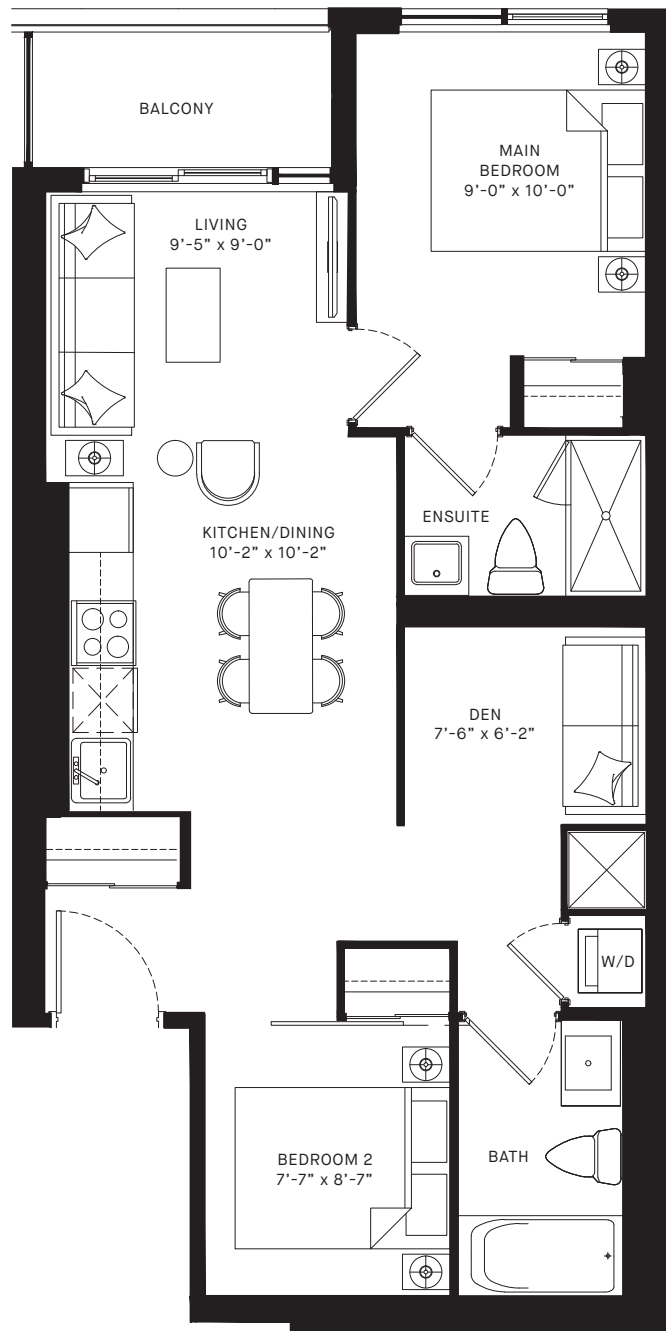 BALCONY
MAIN
BEDROOM
9’-0” x 10’-0”
LIVING
9’-5” x 9’-0”
ENSUITE
KITCHEN/DINING
10’-2” x 10’-2”
DEN
7’-6” x 6’-2”
W/D
BEDROOM 2
7’-7” x 8’-7”
BATH